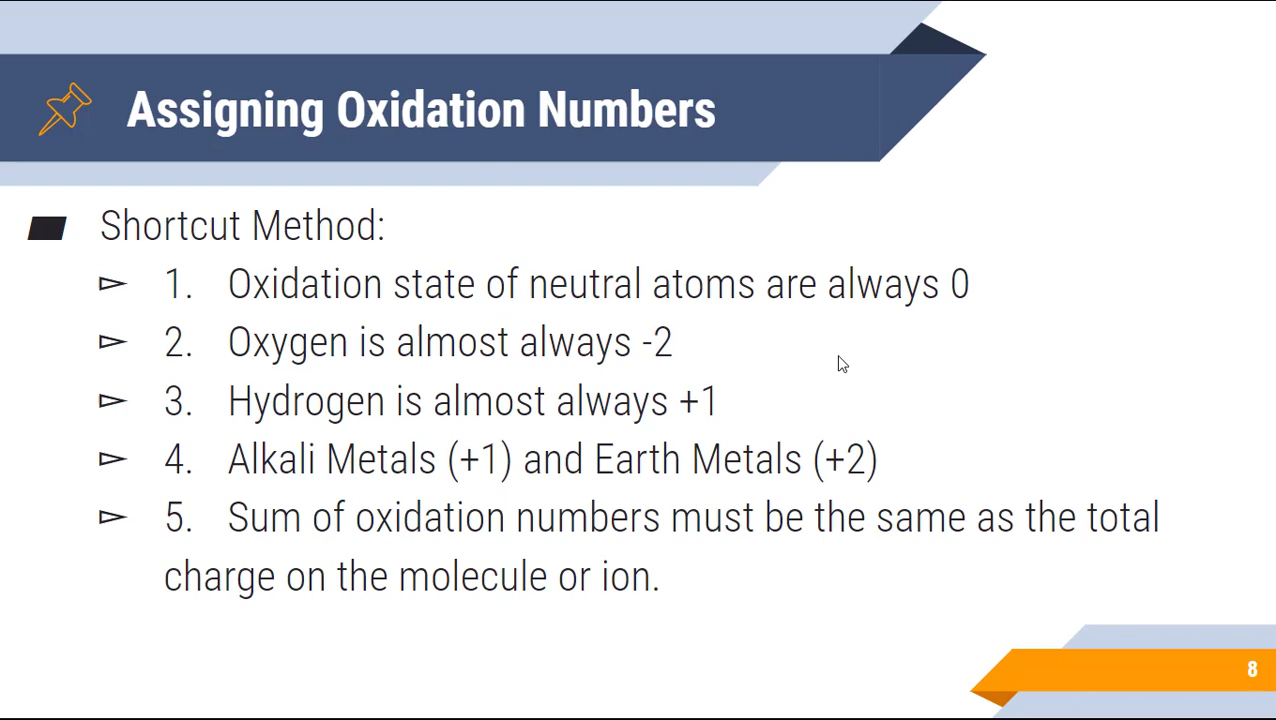 Assigning Oxidation Numbers
Shortcut Method:
1. Oxidation state of neutral atoms are always 0
2. Oxygen is almost always -2
3. Hydrogen is almost always +1
4. Alkali Metals (+1) and Earth Metals (+2)
5. Sum of oxidation numbers must be the same as the total
charge on the molecule or ion.
8